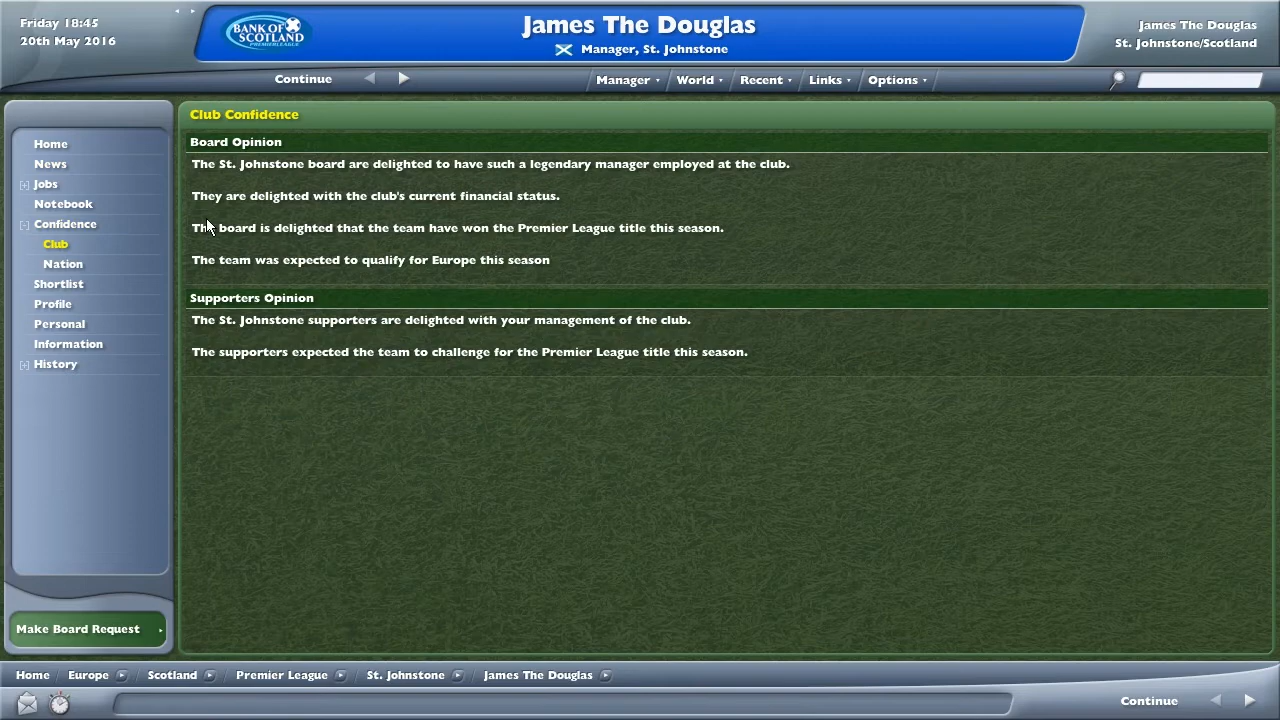 Friday 18:45
20th May 2016
BANK OF
SCOTLAND
PREMIERLEAGUE
James The Douglas
Manager, St. Johnstone
James The Douglas
St. Johnstone/Scotland
Continue
Manager
World
Recent
Links
Options
Home
News
Jobs
Notebook
Confidence
Club
Nation
Shortlist
Profile
Personal
Information
History
Make Board Request
Club Confidence
Board Opinion
The St. Johnstone board are delighted to have such a legendary manager employed at the club.
They are delighted with the club's current financial status.
The board is delighted that the team have won the Premier League title this season.
The team was expected to qualify for Europe this season
Supporters Opinion
The St. Johnstone supporters are delighted with your management of the club.
The supporters expected the team to challenge for the Premier League title this season.
Home
Europe
Scotland
Premier League
St. Johnstone
James The Douglas
Continue